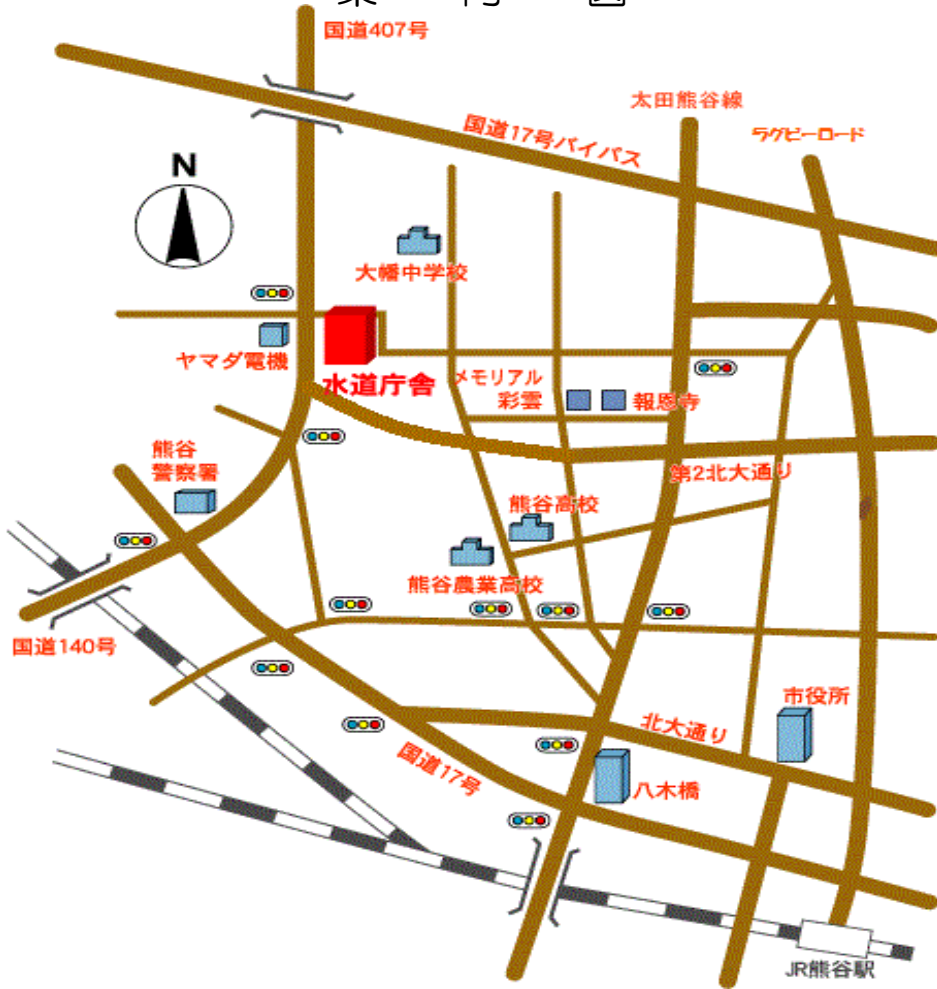 案内図
国道407号
太田熊谷線
国道17号バイパス
ラグビーロード
N
大幡中学校
ヤマダ電機
水道庁舎
メモリアル
彩雲
報恩寺
熊谷
警察署
第2北大通り
熊谷高校
熊谷農業高校
国道140号
市役所
北大通り
国道17号
八木橋
JR熊谷駅